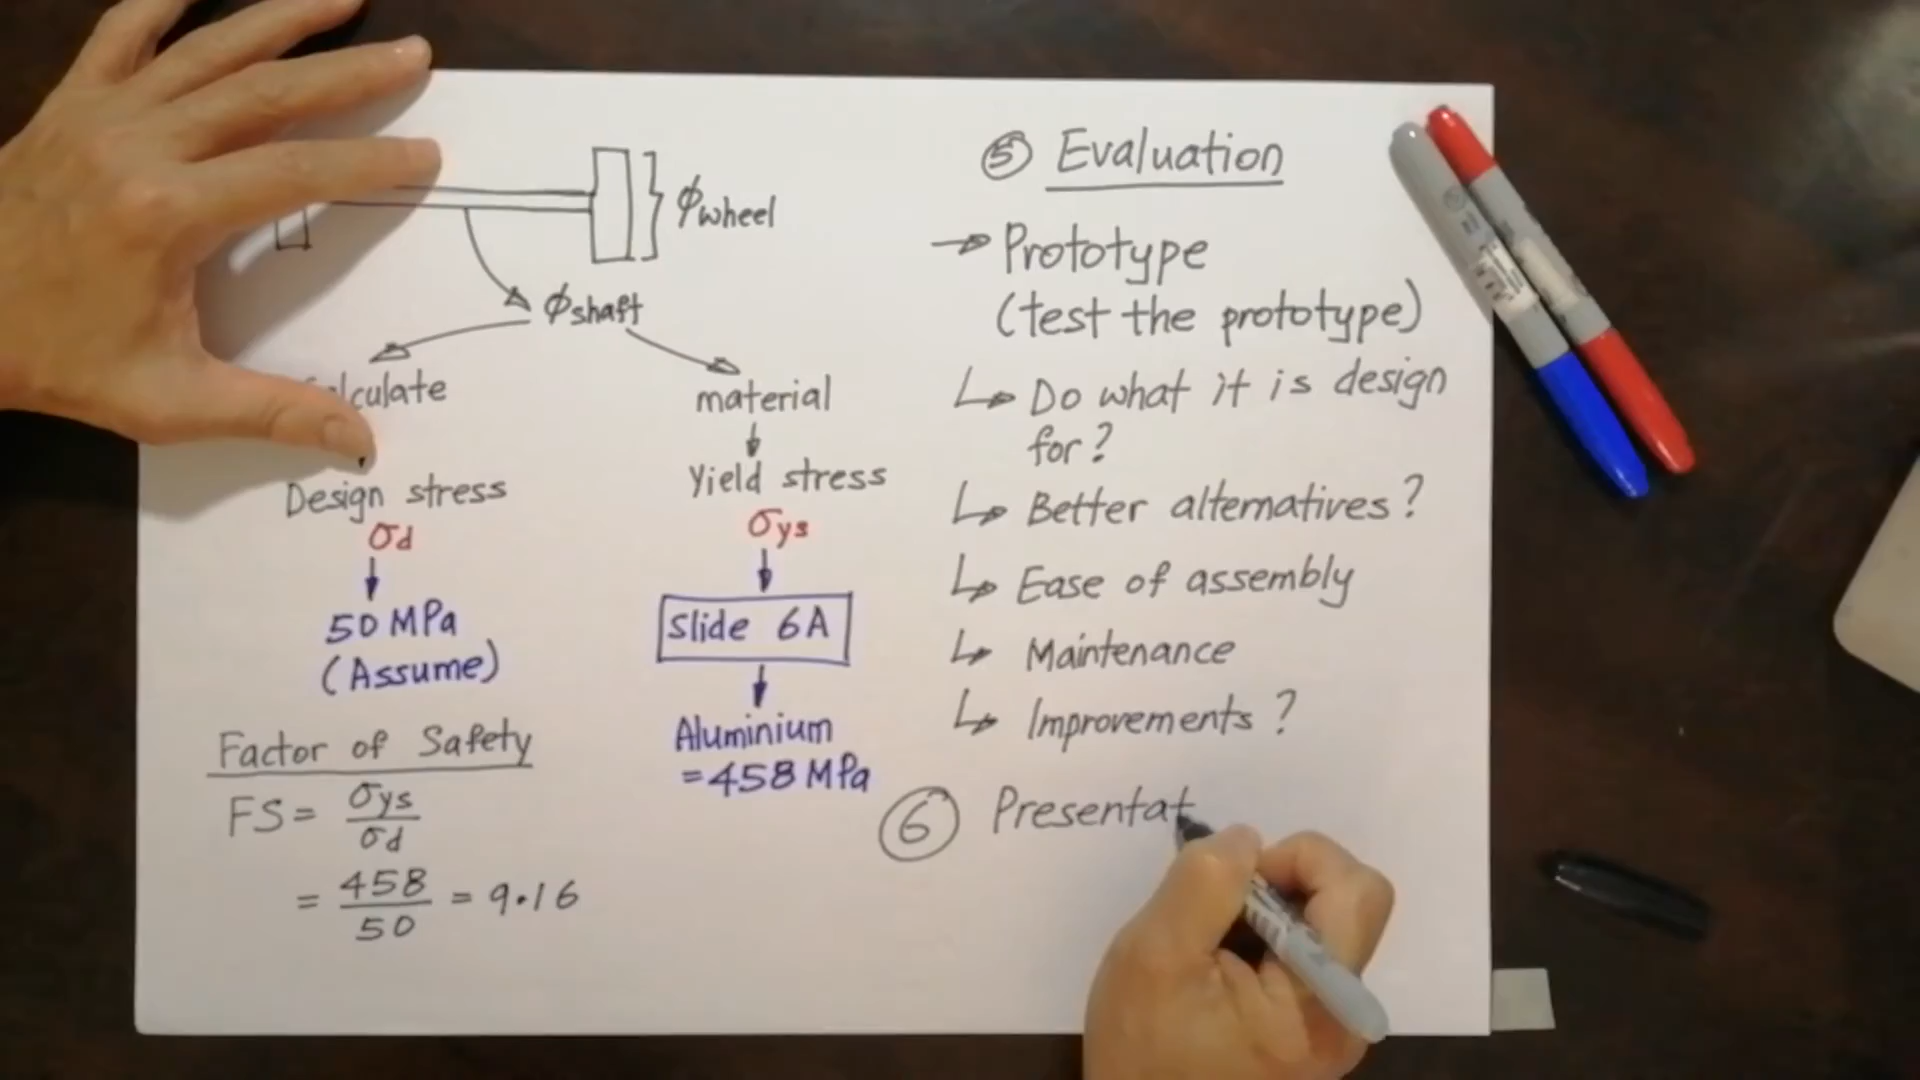 ϕwheel
ϕshaft
material
Design stress
σd
50 MPa
(Assume)
Yield stress
σys
Slide 6A
Aluminium
=458 MPa
Factor of Safety
FS = σys
σd
= 458 = 9.16
50
⑤ Evaluation
→ Prototype
(test the prototype)
↳ Do what it is design
for?
↳ Better alternatives?
↳ Ease of assembly
↳ Maintenance
↳ Improvements?
⑥ Presentat